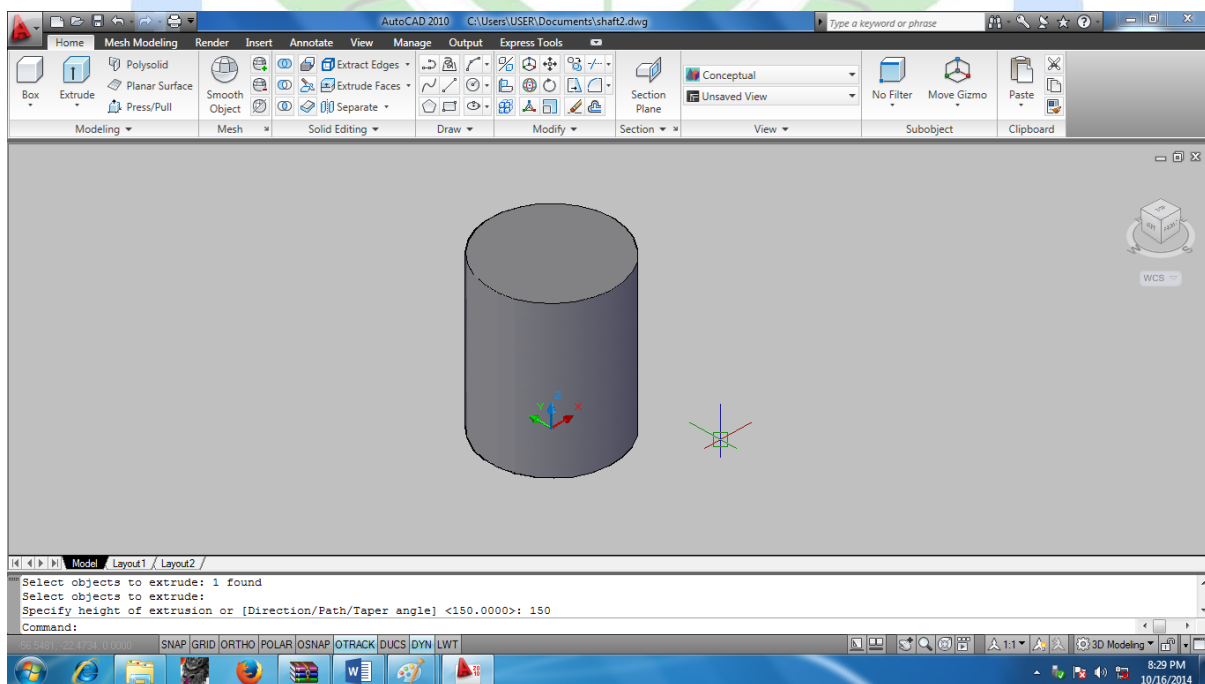 AutoCAD 2010 C:\Users\USER\Documents\shaft2.dwg
Type a keyword or phrase
Home Mesh Modeling Render Insert Annotate View Manage Output Express Tools
Box
Extrude
Polysolid
Planar Surface
Press/Pull
Smooth
Object
Extract Edges
Extrude Faces
Separate
Section
Plane
Conceptual
Unsaved View
No Filter
Move Gizmo
Paste
Modeling Mesh Solid Editing Draw Modify Section View Subobject Clipboard
WCS
Y Z X
Model Layout1 Layout2
Select objects to extrude: 1 found
Select objects to extrude:
Specify height of extrusion or [Direction/Path/Taper angle] <150.0000>: 150
Command:
SNAP GRID ORTHO POLAR OSNAP OTRACK DUCS DYN LWT 1:1 3D Modeling
8:29 PM
10/16/2014